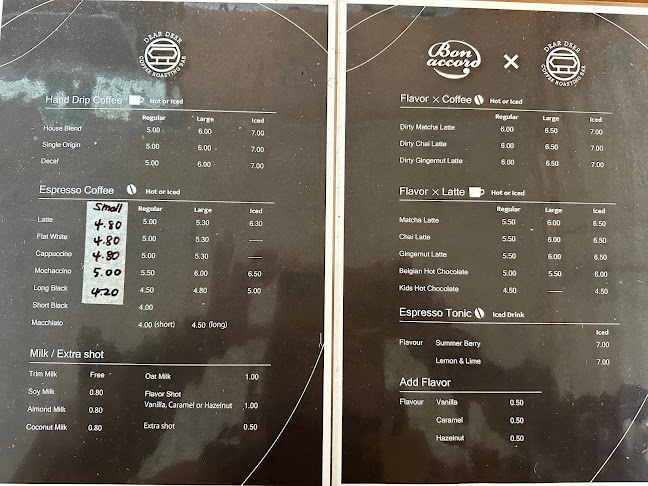 DEAR DEER
COFFEE ROASTING BAR
Hand Drip Coffee Hot or Iced
Regular Large Iced
House Blend 5.00 6.00 7.00
Single Origin 5.00 6.00 7.00
Decaf 5.00 6.00 7.00
Espresso Coffee Hot or Iced
Small Regular Large Iced
Latte 4.80 5.00 5.30 6.30
Flat White 4.80 5.00 5.30 —
Cappuccino 4.80 5.00 5.30 —
Mochaccino 5.00 5.50 6.00 6.50
Long Black 4.20 4.50 4.80 5.00
Short Black 4.00
Macchiato 4.00 (short) 4.50 (long)
Milk / Extra shot
Trim Milk Free Oat Milk 1.00
Soy Milk 0.80 Flavor Shot
Almond Milk 0.80 Vanilla, Caramel or Hazelnut 1.00
Coconut Milk 0.80 Extra shot 0.50
Bon accord × DEAR DEER
COFFEE ROASTING BAR
Flavor × Coffee Hot or Iced
Regular Large Iced
Dirty Matcha Latte 6.00 6.50 7.00
Dirty Chai Latte 6.00 6.50 7.00
Dirty Gingernut Latte 6.00 6.50 7.00
Flavor × Latte Hot or Iced
Regular Large Iced
Matcha Latte 5.50 6.00 6.50
Chai Latte 5.50 6.00 6.50
Gingernut Latte 5.50 6.00 6.50
Belgian Hot Chocolate 5.00 5.50 6.00
Kids Hot Chocolate 4.50 — 4.50
Espresso Tonic Iced Drink
Iced
Flavour Summer Berry 7.00
Lemon & Lime 7.00
Add Flavor
Flavour Vanilla 0.50
Caramel 0.50
Hazelnut 0.50